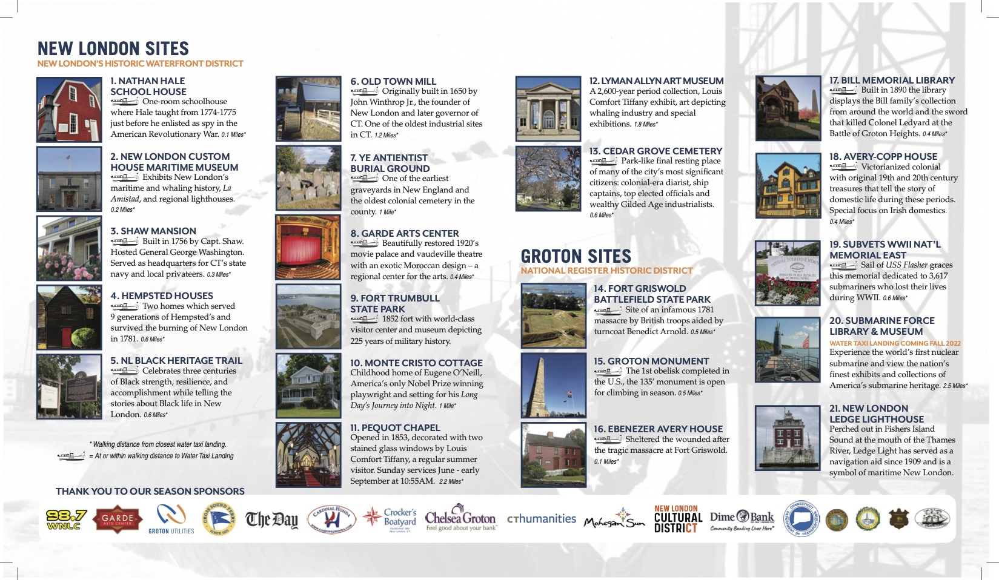 NEW LONDON SITES
NEW LONDON'S HISTORIC WATERFRONT DISTRICT
1. NATHAN HALE
SCHOOL HOUSE
One-room schoolhouse
where Hale taught from 1774-1775
just before he enlisted as spy in the
American Revolutionary War. 0.1 Miles*
2. NEW LONDON CUSTOM
HOUSE MARITIME MUSEUM
Exhibits New London's
maritime and whaling history, La
Amistad, and regional lighthouses.
0.2 Miles*
3. SHAW MANSION
Built in 1756 by Capt. Shaw.
Hosted General George Washington.
Served as headquarters for CT's state
navy and local privateers. 0.3 Miles*
4. HEMPSTED HOUSES
Two homes which served
9 generations of Hempsted's and
survived the burning of New London
in 1781. 0.6 Miles*
5. NL BLACK HERITAGE TRAIL
Celebrates three centuries
of Black strength, resilience, and
accomplishment while telling the
stories about Black life in New
London. 0.6 Miles*
* Walking distance from closest water taxi landing.
= At or within walking distance to Water Taxi Landing
6. OLD TOWN MILL
Originally built in 1650 by
John Winthrop Jr., the founder of
New London and later governor of
CT. One of the oldest industrial sites
in CT. 1.2 Miles*
7. YE ANTIENTIST
BURIAL GROUND
One of the earliest
graveyards in New England and
the oldest colonial cemetery in the
county. 1 Mile*
8. GARDE ARTS CENTER
Beautifully restored 1920's
movie palace and vaudeville theatre
with an exotic Moroccan design – a
regional center for the arts. 0.4 Miles*
9. FORT TRUMBULL
STATE PARK
1852 fort with world-class
visitor center and museum depicting
225 years of military history.
10. MONTE CRISTO COTTAGE
Childhood home of Eugene O'Neill,
America's only Nobel Prize winning
playwright and setting for his Long
Day's Journey into Night. 1 Mile*
11. PEQUOT CHAPEL
Opened in 1853, decorated with two
stained glass windows by Louis
Comfort Tiffany, a regular summer
visitor. Sunday services June - early
September at 10:55AM. 2.2 Miles*
12. LYMAN ALLYN ART MUSEUM
A 2,600-year period collection, Louis
Comfort Tiffany exhibit, art depicting
whaling industry and special
exhibitions. 1.8 Miles*
13. CEDAR GROVE CEMETERY
Park-like final resting place
of many of the city's most significant
citizens: colonial-era diarist, ship
captains, top elected officials and
wealthy Gilded Age industrialists.
0.6 Miles*
GROTON SITES
NATIONAL REGISTER HISTORIC DISTRICT
14. FORT GRISWOLD
BATTLEFIELD STATE PARK
Site of an infamous 1781
massacre by British troops aided by
turncoat Benedict Arnold. 0.5 Miles*
15. GROTON MONUMENT
The 1st obelisk completed in
the U.S., the 135' monument is open
for climbing in season. 0.5 Miles*
16. EBENEZER AVERY HOUSE
Sheltered the wounded after
the tragic massacre at Fort Griswold.
0.1 Miles*
17. BILL MEMORIAL LIBRARY
Built in 1890 the library
displays the Bill family's collection
from around the world and the sword
that killed Colonel Ledyard at the
Battle of Groton Heights. 0.4 Miles*
18. AVERY-COPP HOUSE
Victorianized colonial
with original 19th and 20th century
treasures that tell the story of
domestic life during these periods.
Special focus on Irish domestics.
0.4 Miles*
19. SUBVETS WWII NAT'L
MEMORIAL EAST
Sail of USS Flasher graces
this memorial dedicated to 3,617
submariners who lost their lives
during WWII. 0.6 Miles*
20. SUBMARINE FORCE
LIBRARY & MUSEUM
WATER TAXI LANDING COMING FALL 2022
Experience the world's first nuclear
submarine and view the nation's
finest exhibits and collections of
America's submarine heritage. 2.5 Miles*
21. NEW LONDON
LEDGE LIGHTHOUSE
Perched out in Fishers Island
Sound at the mouth of the Thames
River, Ledge Light has served as a
navigation aid since 1909 and is a
symbol of maritime New London.
THANK YOU TO OUR SEASON SPONSORS
98.7
WNLC
GARDE
ARTS CENTER
GROTON UTILITIES
CROSS SOUND FERRY
The Day
CARDINAL HONDA
WWW.CARDINALHONDA.COM
Crocker's
Boatyard
Established 1895
New London, CT
Chelsea Groton
Feel good about your bank
CThumanities
Mohegan Sun
NEW LONDON
CULTURAL
DISTRICT
Dime Bank
Community Banking Lives Here
CONNECTICUT
DEPARTMENT OF TRANSPORTATION